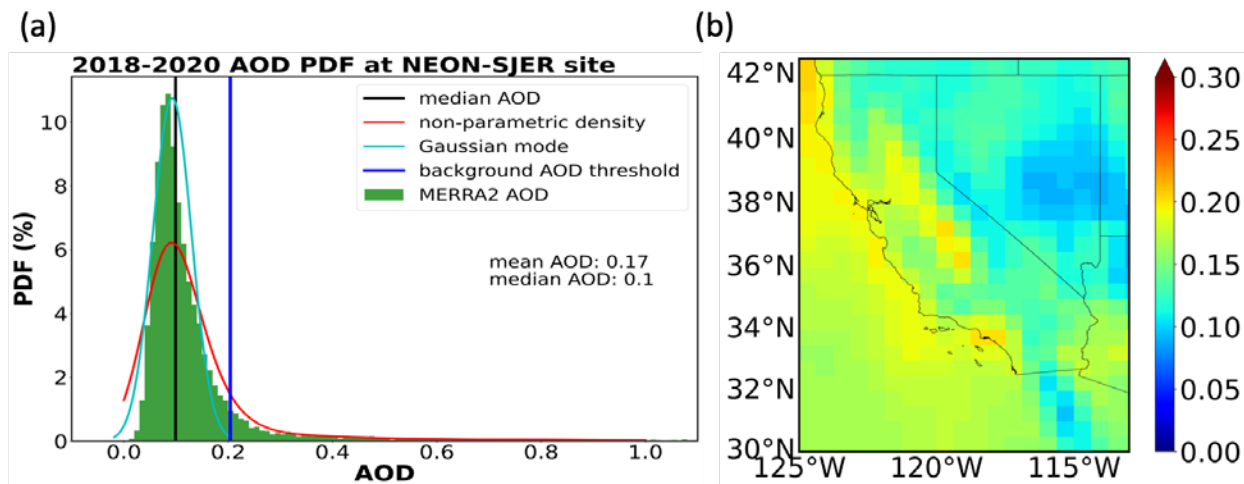 (a)
2018-2020 AOD PDF at NEON-SJER site
median AOD
non-parametric density
Gaussian mode
background AOD threshold
MERRA2 AOD
mean AOD: 0.17
median AOD: 0.1
PDF (%)
10
8
6
4
2
0
0.0 0.2 0.4 0.6 0.8 1.0
AOD
(b)
42°N
40°N
38°N
36°N
34°N
32°N
30°N
125°W 120°W 115°W
0.30
0.25
0.20
0.15
0.10
0.05
0.00